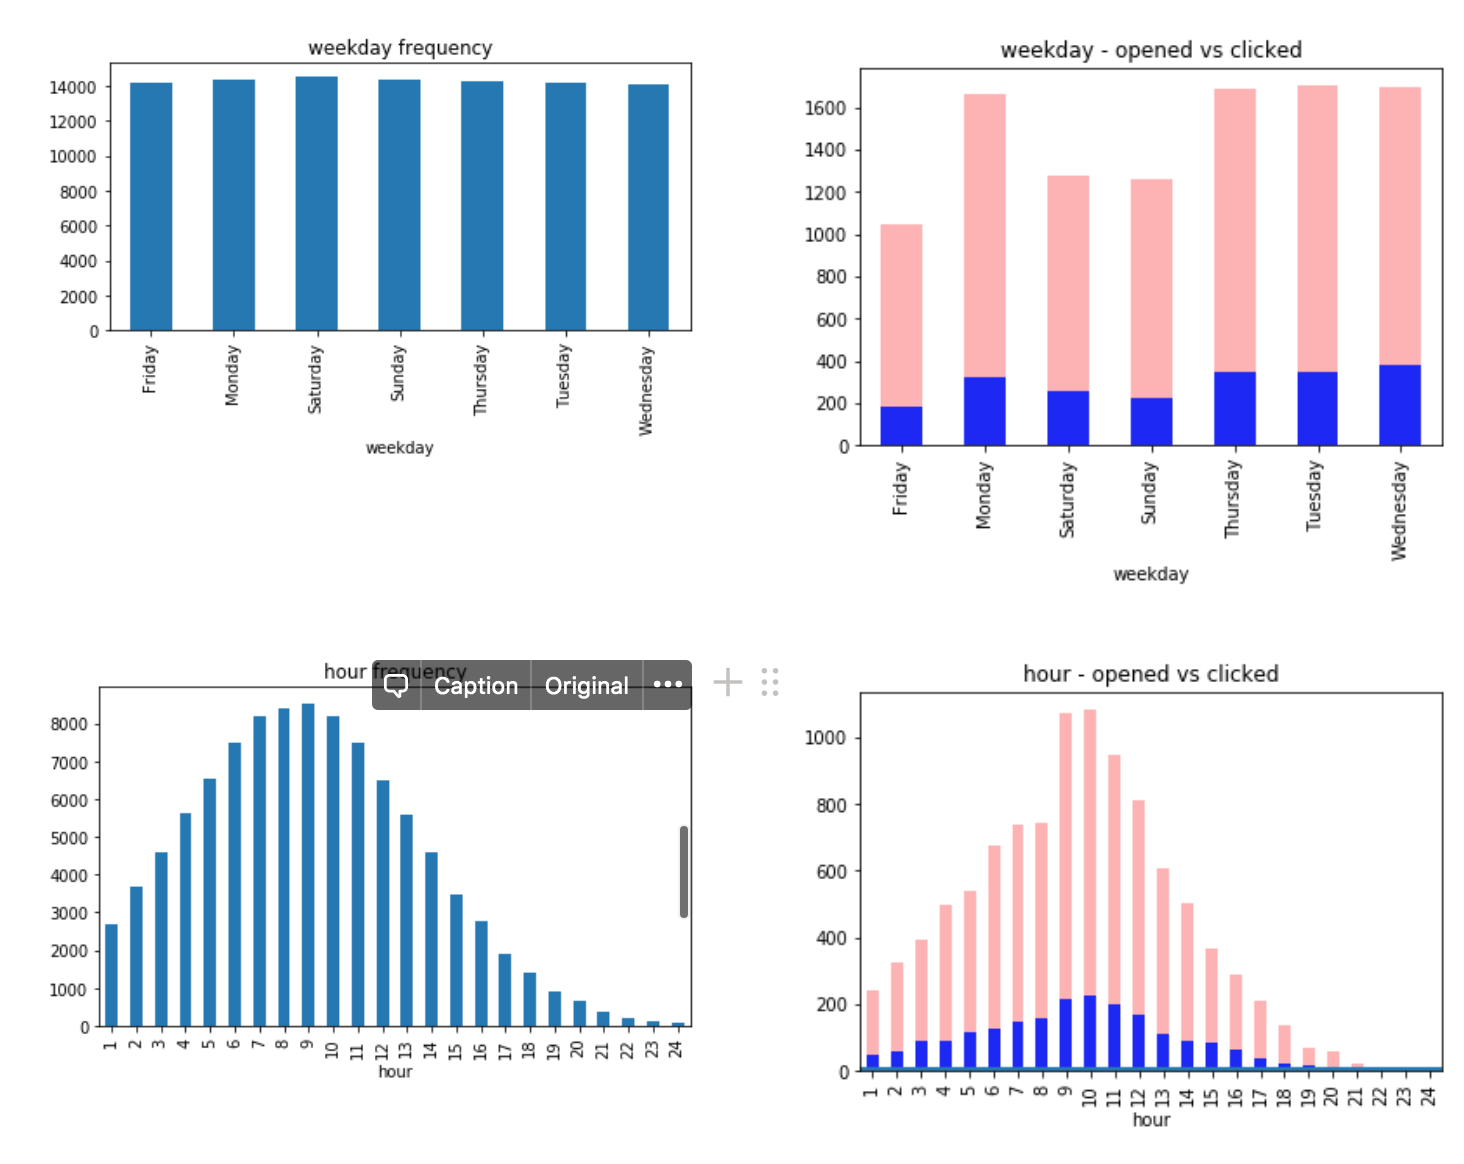 weekday frequency
14000
12000
10000
8000
6000
4000
2000
0
Friday
Monday
Saturday
Sunday
Thursday
Tuesday
Wednesday
weekday
weekday - opened vs clicked
1600
1400
1200
1000
800
600
400
200
0
Friday
Monday
Saturday
Sunday
Thursday
Tuesday
Wednesday
weekday
hour frequency
Caption Original
8000
7000
6000
5000
4000
3000
2000
1000
0
1 2 3 4 5 6 7 8 9 10 11 12 13 14 15 16 17 18 19 20 21 22 23 24
hour
hour - opened vs clicked
1000
800
600
400
200
0
1 2 3 4 5 6 7 8 9 10 11 12 13 14 15 16 17 18 19 20 21 22 23 24
hour